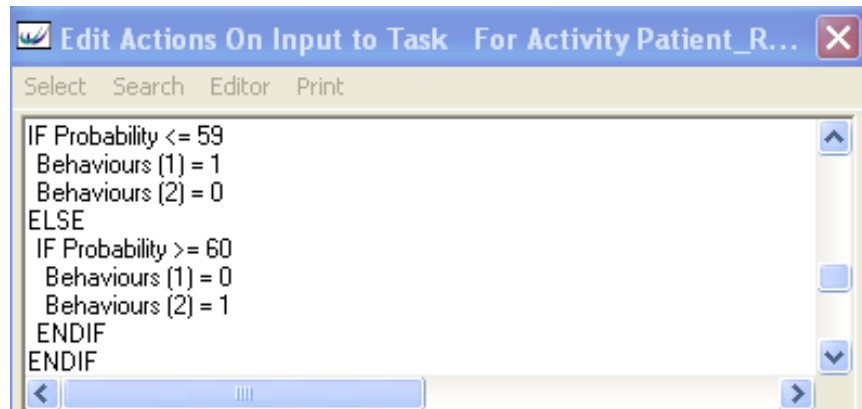 Edit Actions On Input to Task For Activity Patient_R...
Select Search Editor Print
IF Probability <= 59
Behaviours (1) = 1
Behaviours (2) = 0
ELSE
IF Probability >= 60
Behaviours (1) = 0
Behaviours (2) = 1
ENDIF
ENDIF